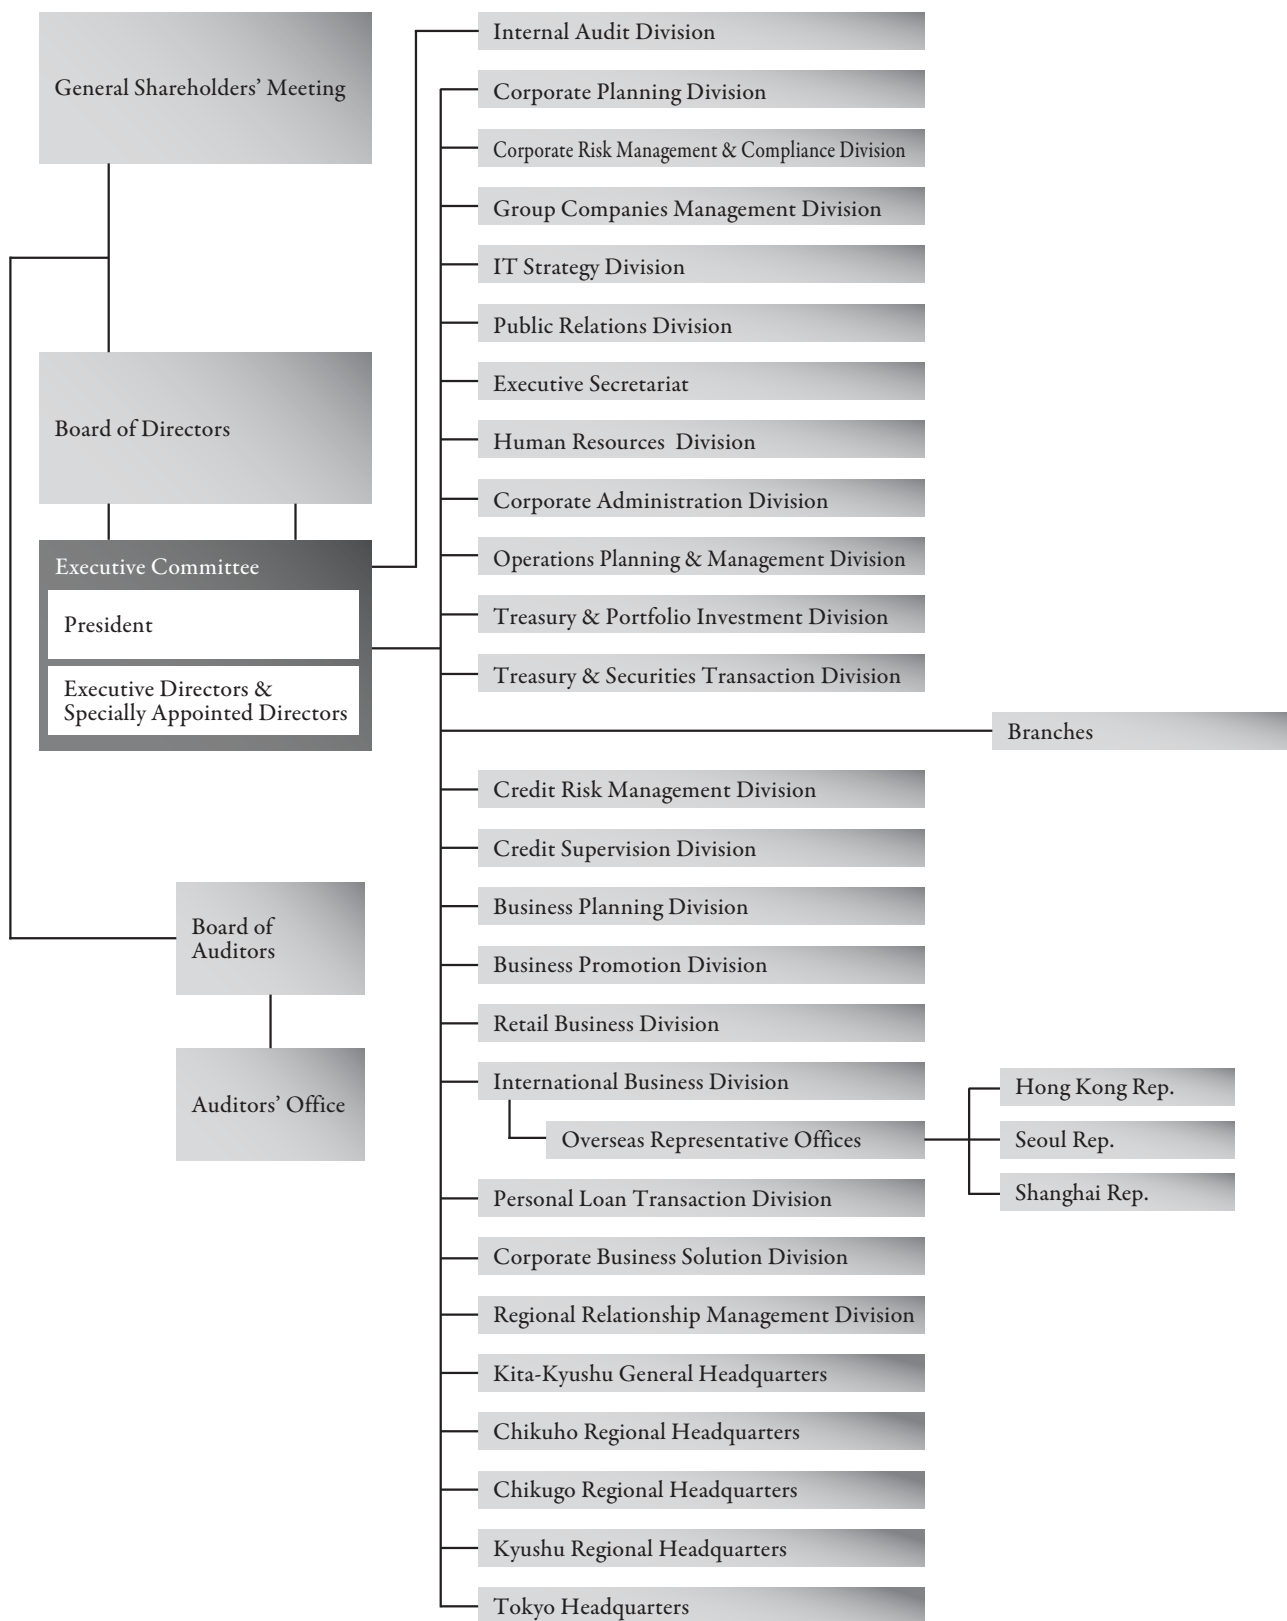 General Shareholders’ Meeting
Board of Directors
Executive Committee
President
Executive Directors &
Specially Appointed Directors
Board of
Auditors
Auditors’ Office
Internal Audit Division
Corporate Planning Division
Corporate Risk Management & Compliance Division
Group Companies Management Division
IT Strategy Division
Public Relations Division
Executive Secretariat
Human Resources Division
Corporate Administration Division
Operations Planning & Management Division
Treasury & Portfolio Investment Division
Treasury & Securities Transaction Division
Branches
Credit Risk Management Division
Credit Supervision Division
Business Planning Division
Business Promotion Division
Retail Business Division
International Business Division
Overseas Representative Offices
Hong Kong Rep.
Seoul Rep.
Shanghai Rep.
Personal Loan Transaction Division
Corporate Business Solution Division
Regional Relationship Management Division
Kita-Kyushu General Headquarters
Chikuho Regional Headquarters
Chikugo Regional Headquarters
Kyushu Regional Headquarters
Tokyo Headquarters